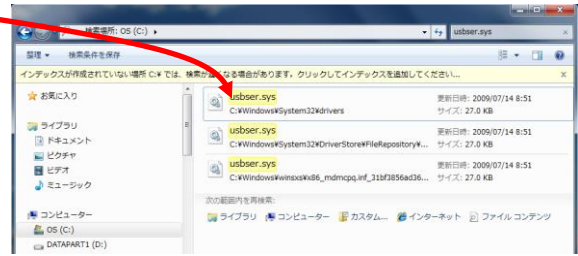 検索場所: OS (C:)
usbser.sys
整理 検索条件を保存
インデックスが作成されていない場所 C:¥ では、検索が遅くなる場合があります。クリックしてインデックスを追加してください...
お気に入り
ライブラリ
ドキュメント
ピクチャ
ビデオ
ミュージック
コンピューター
OS (C:)
DATAPART1 (D:)
usbser.sys
C:¥Windows¥System32¥drivers
更新日時: 2009/07/14 8:51
サイズ: 27.0 KB
usbser.sys
C:¥Windows¥System32¥DriverStore¥FileRepository¥...
更新日時: 2009/07/14 8:51
サイズ: 27.0 KB
usbser.sys
C:¥Windows¥winsxs¥x86_mdmcpq.inf_31bf3856ad36...
更新日時: 2009/07/14 8:51
サイズ: 27.0 KB
次の範囲内を再検索:
ライブラリ コンピューター カスタム... インターネット ファイル コンテンツ